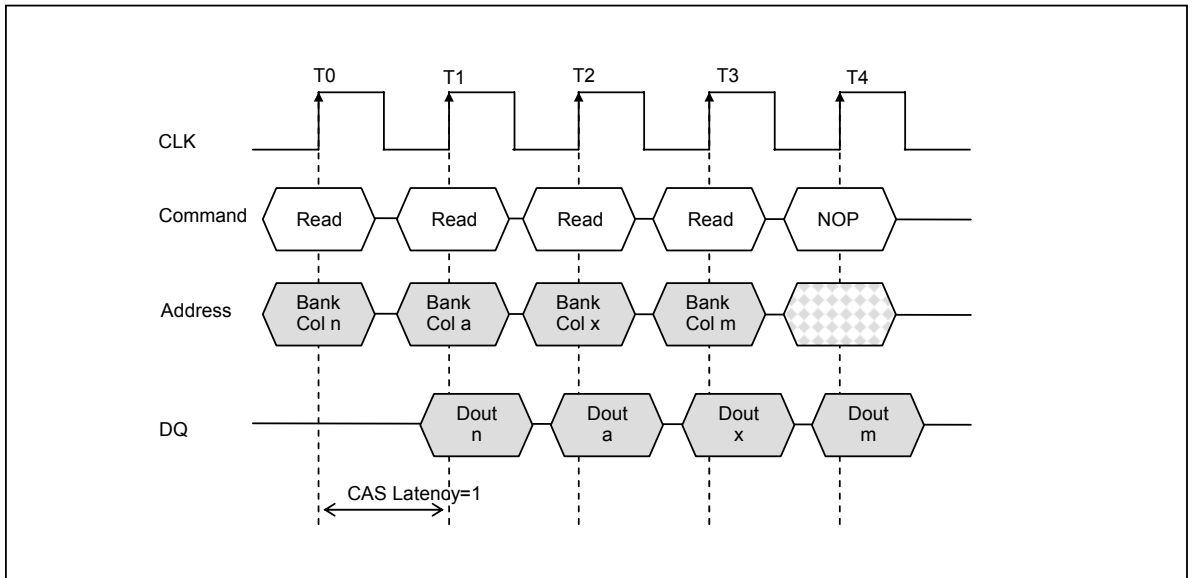 T0 T1 T2 T3 T4
CLK
Command Read Read Read Read NOP
Address
Bank
Col n
Bank
Col a
Bank
Col x
Bank
Col m
DQ
Dout
n
Dout
a
Dout
x
Dout
m
CAS Latency=1